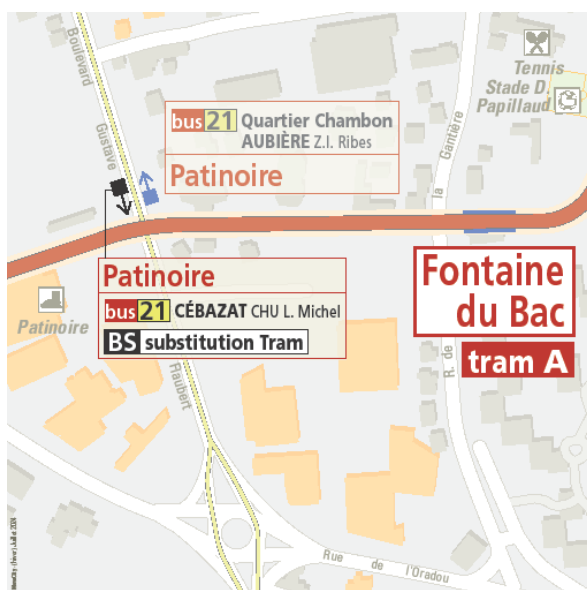 Boulevard
Gustave
Flaubert
Tennis
Stade D.
Papillaud
bus 21 Quartier Chambon
AUBIÈRE Z.I. Ribes
Patinoire
R. de la Gantière
Patinoire
bus 21 CÉBAZAT CHU L. Michel
BS substitution Tram
Patinoire
Fontaine
du Bac
tram A
Rue de l'Oradou